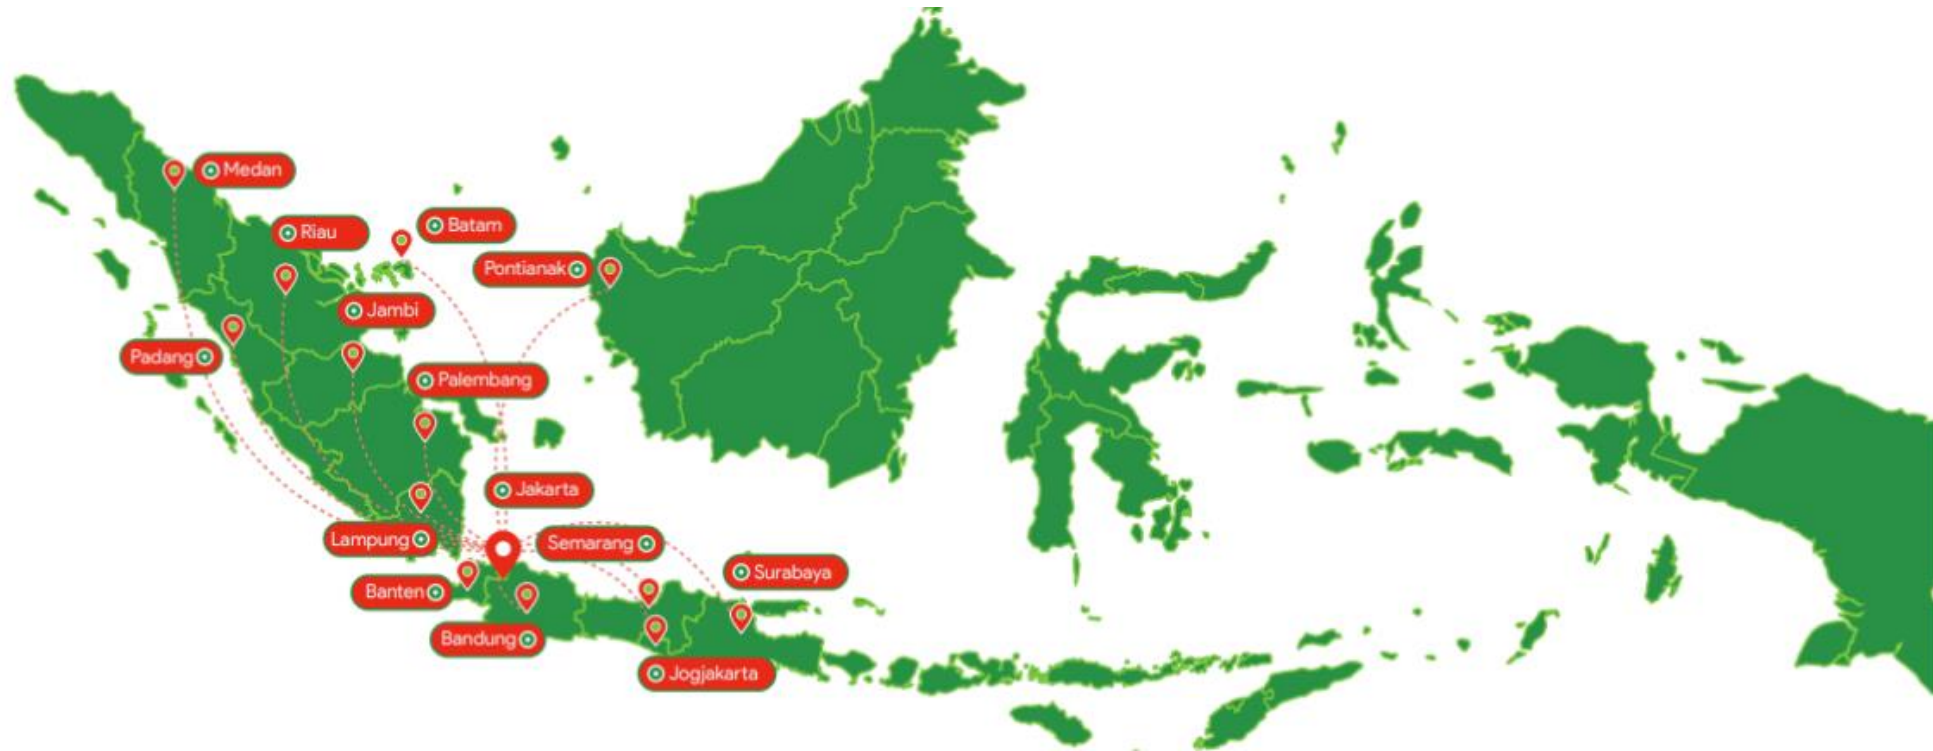 Medan
Riau
Batam
Pontianak
Jambi
Padang
Palembang
Jakarta
Lampung
Semarang
Surabaya
Banten
Bandung
Jogjakarta